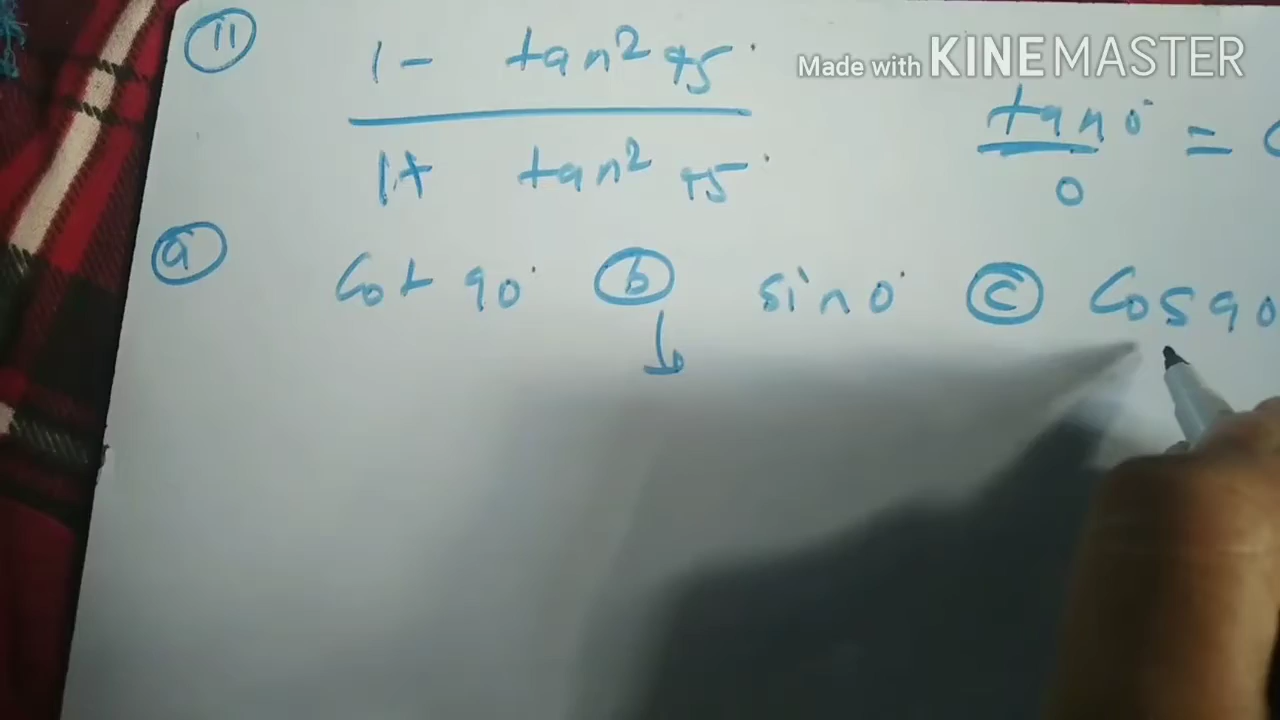 11 1 - tan² 45°
Made with KINEMASTER
1+ tan² 45°
tan 0° =
0
a cot 90° b sin 0° c Cos 90